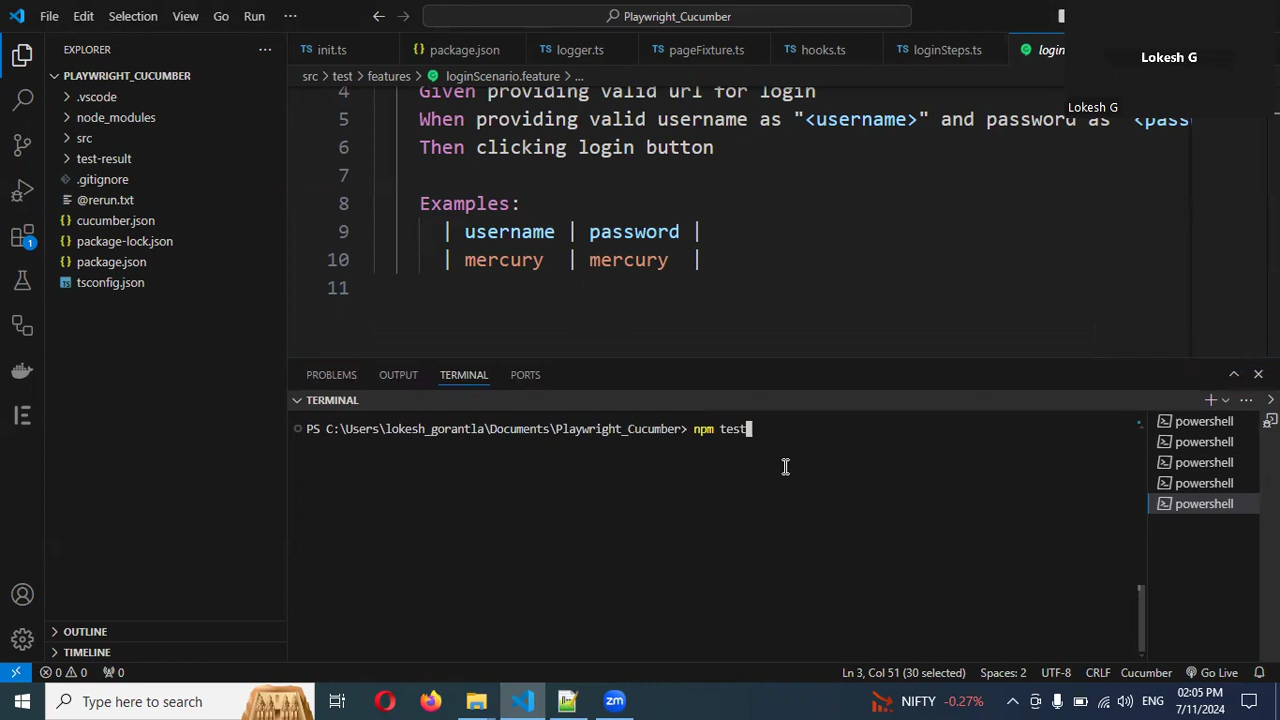 File Edit Selection View Go Run ···
Playwright_Cucumber
Lokesh G
EXPLORER ···
init.ts
package.json
logger.ts
pageFixture.ts
hooks.ts
loginSteps.ts
login
PLAYWRIGHT_CUCUMBER
src > test > features > loginScenario.feature > ...
Lokesh G
.vscode
node_modules
src
test-result
.gitignore
@rerun.txt
cucumber.json
package-lock.json
package.json
tsconfig.json
4 Given providing valid url for login
5 When providing valid username as "<username>" and password as "<pass
6 Then clicking login button
7
8 Examples:
9 | username | password |
10 | mercury | mercury |
11
PROBLEMS OUTPUT TERMINAL PORTS
TERMINAL
PS C:\Users\lokesh_gorantla\Documents\Playwright_Cucumber> npm test
powershell
powershell
powershell
powershell
powershell
1
OUTLINE
TIMELINE
0 0 0 Ln 3, Col 51 (30 selected) Spaces: 2 UTF-8 CRLF Cucumber Go Live
Type here to search
zm
NIFTY -0.27%
ENG
02:05 PM
7/11/2024